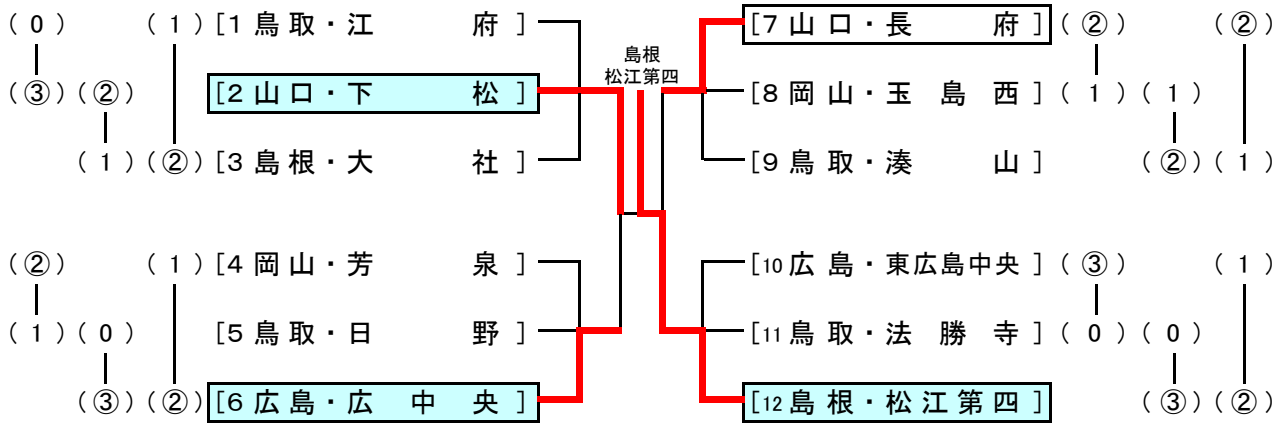 (0) (1) [1 鳥取・江府]
(③) (②) [2 山口・下松]
(1) (②) [3 島根・大社]
(②) (1) [4 岡山・芳泉]
(1) (0) [5 鳥取・日野]
(③) (②) [6 広島・広中央]
島根
松江第四
[7 山口・長府] (②) (②)
[8 岡山・玉島西] (1) (1)
[9 鳥取・湊山] (②) (1)
[10 広島・東広島中央] (③) (1)
[11 鳥取・法勝寺] (0) (0)
[12 島根・松江第四] (③) (②)